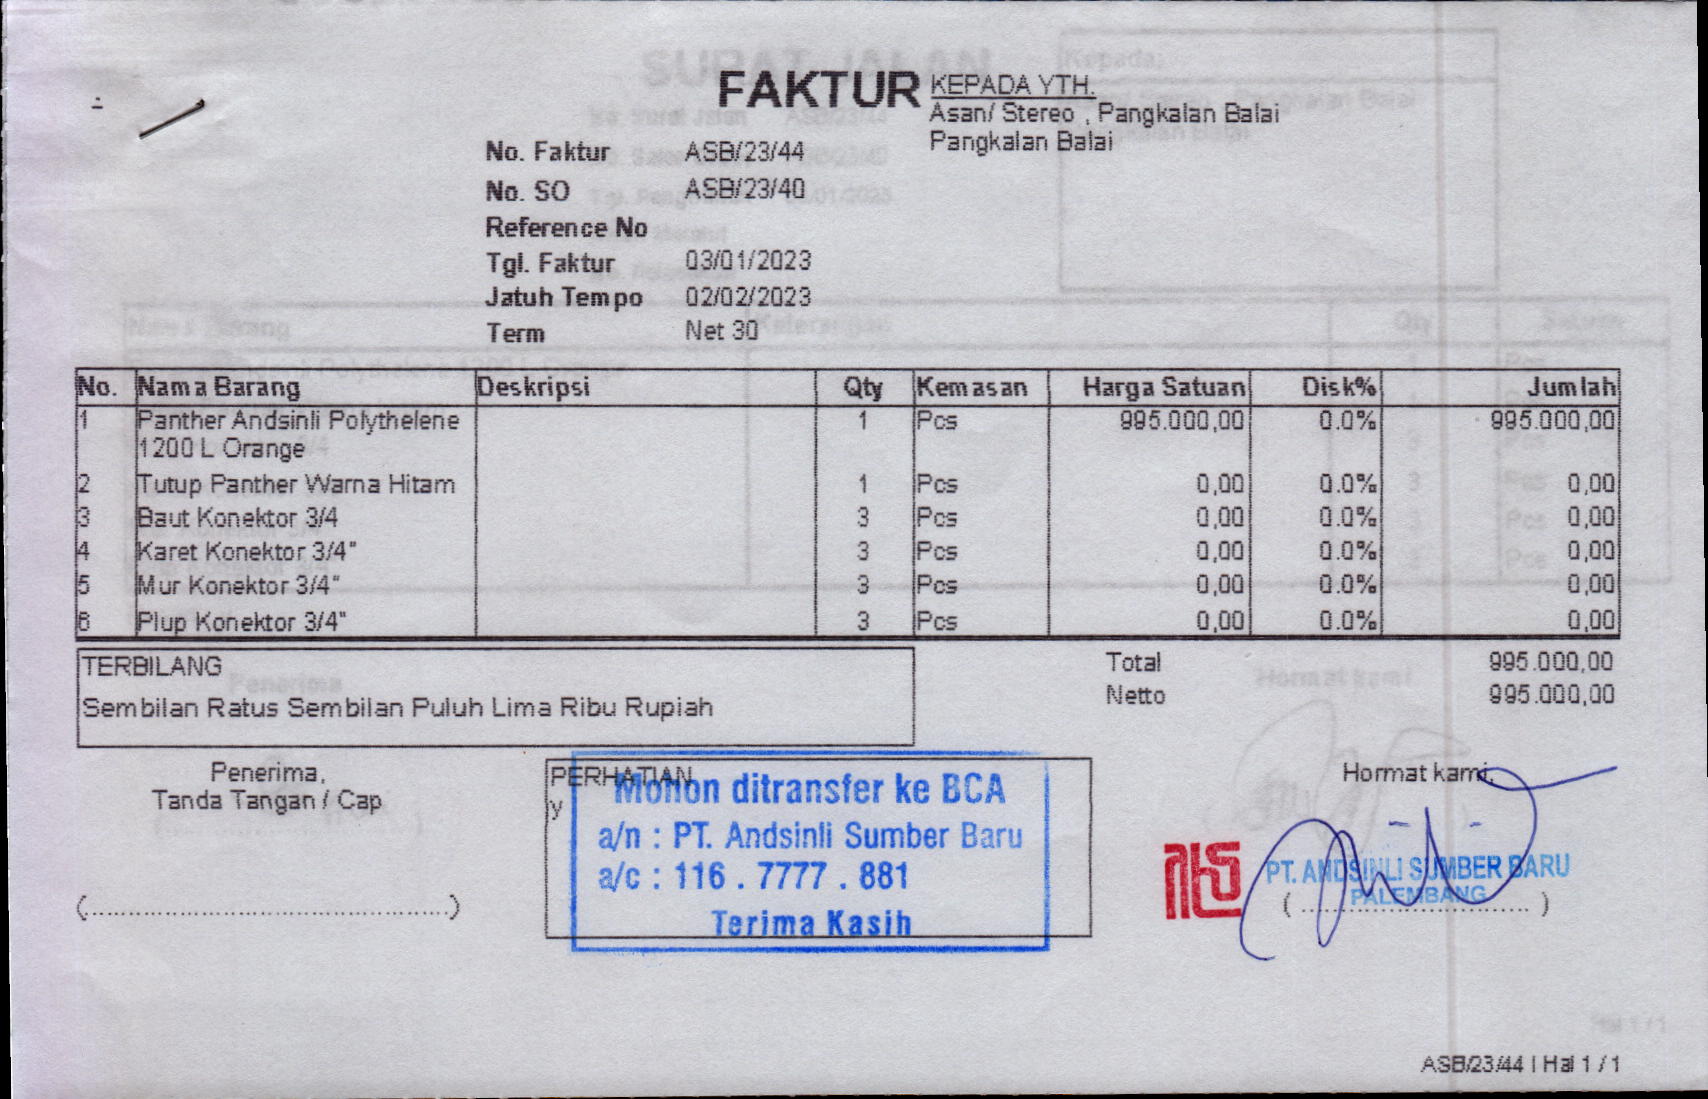 FAKTUR
KEPADA YTH.
Asan/ Stereo , Pangkalan Balai
Pangkalan Balai
No. Faktur ASB/23/44
No. SO ASB/23/40
Reference No
Tgl. Faktur 03/01/2023
Jatuh Tempo 02/02/2023
Term Net 30
No. Nama Barang Deskripsi Qty Kemasan Harga Satuan Disk% Jumlah
1 Panther Andsinli Polythelene 1 Pcs 995.000,00 0.0% 995.000,00
1200 L Orange
2 Tutup Panther Warna Hitam 1 Pcs 0,00 0.0% 0,00
3 Baut Konektor 3/4 3 Pcs 0,00 0.0% 0,00
4 Karet Konektor 3/4" 3 Pcs 0,00 0.0% 0,00
5 Mur Konektor 3/4" 3 Pcs 0,00 0.0% 0,00
6 Plup Konektor 3/4" 3 Pcs 0,00 0.0% 0,00
TERBILANG
Sembilan Ratus Sembilan Puluh Lima Ribu Rupiah
Total 995.000,00
Netto 995.000,00
Penerima,
Tanda Tangan / Cap
(....................................................)
PERHATIAN
y
Mohon ditransfer ke BCA
a/n : PT. Andsinli Sumber Baru
a/c : 116 . 7777 . 881
Terima Kasih
Hormat kami,
PT. ANDSINLI SUMBER BARU
PALEMBANG
( ................................. )
ASB/23/44 | Hal 1 / 1